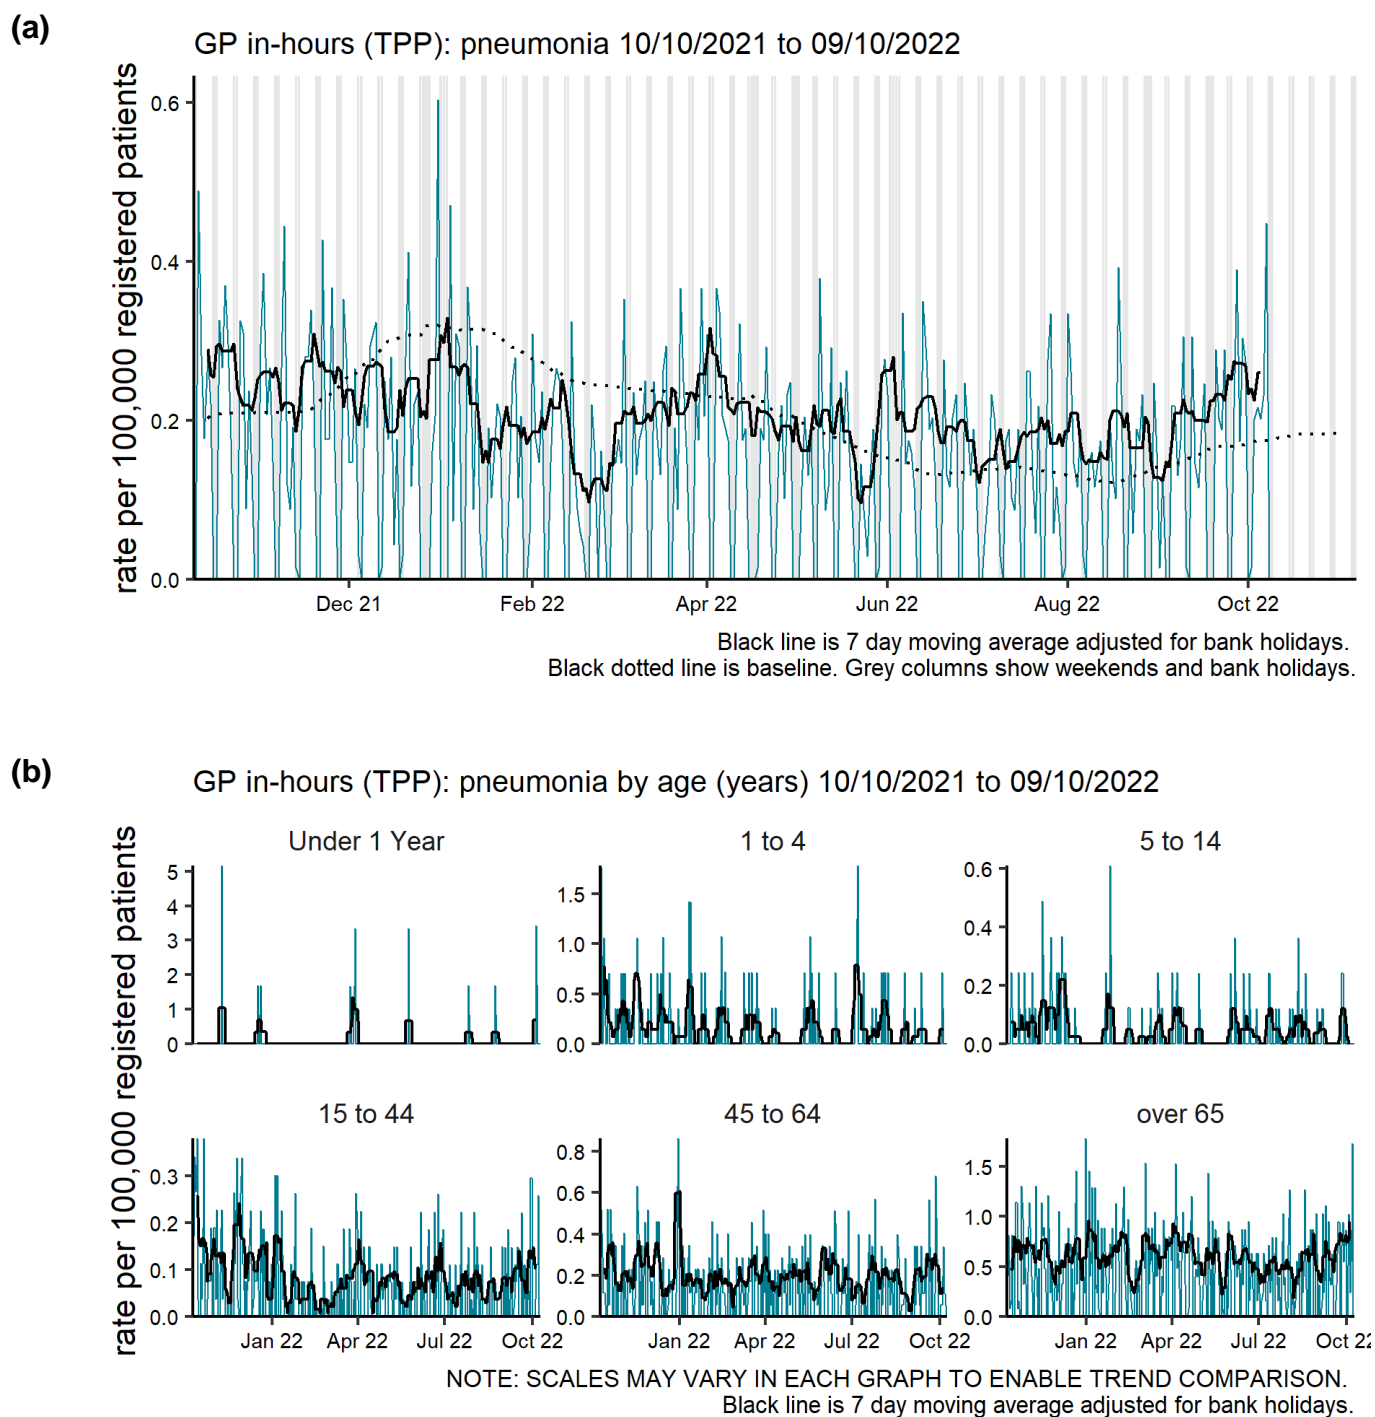 (a)
GP in-hours (TPP): pneumonia 10/10/2021 to 09/10/2022
rate per 100,000 registered patients
0.6
0.4
0.2
0.0
Dec 21 Feb 22 Apr 22 Jun 22 Aug 22 Oct 22
Black line is 7 day moving average adjusted for bank holidays.
Black dotted line is baseline. Grey columns show weekends and bank holidays.
(b)
GP in-hours (TPP): pneumonia by age (years) 10/10/2021 to 09/10/2022
rate per 100,000 registered patients
Under 1 Year
5
4
3
2
1
0
1 to 4
1.5
1.0
0.5
0.0
5 to 14
0.6
0.4
0.2
0.0
15 to 44
0.3
0.2
0.1
0.0
Jan 22 Apr 22 Jul 22 Oct 22
45 to 64
0.8
0.6
0.4
0.2
0.0
Jan 22 Apr 22 Jul 22 Oct 22
over 65
1.5
1.0
0.5
0.0
Jan 22 Apr 22 Jul 22 Oct 22
NOTE: SCALES MAY VARY IN EACH GRAPH TO ENABLE TREND COMPARISON.
Black line is 7 day moving average adjusted for bank holidays.